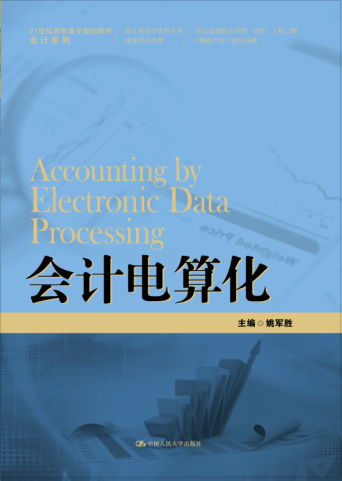 21世纪高职高专规划教材
会计系列
Accounting by
Electronic Data
Processing
Weighted Price
会计电算化
主编◎姚军胜
中国人民大学出版社